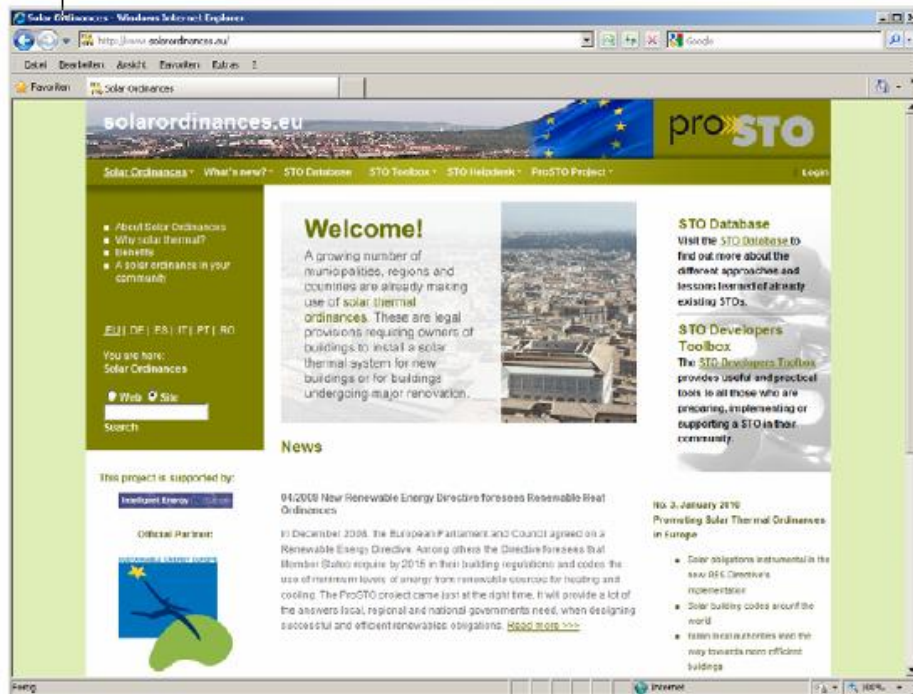 Solar Ordinances - Windows Internet Explorer
http://www.solarordinances.eu/
Google
Datei Bearbeiten Ansicht Favoriten Extras ?
Favoriten
Solar Ordinances
solarordinances.eu
pro STO
Solar Ordinances What's new? STO Database STO Toolbox STO Helpdesk ProSTO Project Login
About Solar Ordinances
Why solar thermal?
Benefits
A solar ordinance in your
community
EU | DE | ES | IT | PT | RO
You are here:
Solar Ordinances
Web Site
Search
This project is supported by:
Intelligent Energy Europe
Official Partner:
SUSTAINABLE ENERGY EUROPE
Welcome!
A growing number of
municipalities, regions and
countries are already making
use of solar thermal
ordinances. These are legal
provisions requiring owners of
buildings to install a solar
thermal system for new
buildings or for buildings
undergoing major renovation.
News
04/2009 New Renewable Energy Directive foresees Renewable Heat
Ordinances
In December 2008, the European Parliament and Council agreed on a
Renewable Energy Directive. Among others the Directive foresees that
Member States require by 2015 in their building regulations and codes the
use of minimum levels of energy from renewable sources for heating and
cooling. The ProSTO project came just at the right time. It will provide a lot of
the answers local, regional and national governments need, when designing
successful and efficient renewables obligations. Read more >>>
STO Database
Visit the STO Database to
find out more about the
different approaches and
lessons learned of already
existing STOs.
STO Developers
Toolbox
The STO Developers Toolbox
provides useful and practical
tools to all those who are
preparing, implementing or
supporting a STO in their
community.
No. 3, January 2010
Promoting Solar Thermal Ordinances
in Europe
Solar obligations instrumental in the
new RES Directive's
implementation
Solar building codes around the
world
Italian local authorities lead the
way towards more efficient
buildings
Fertig
Internet
100%